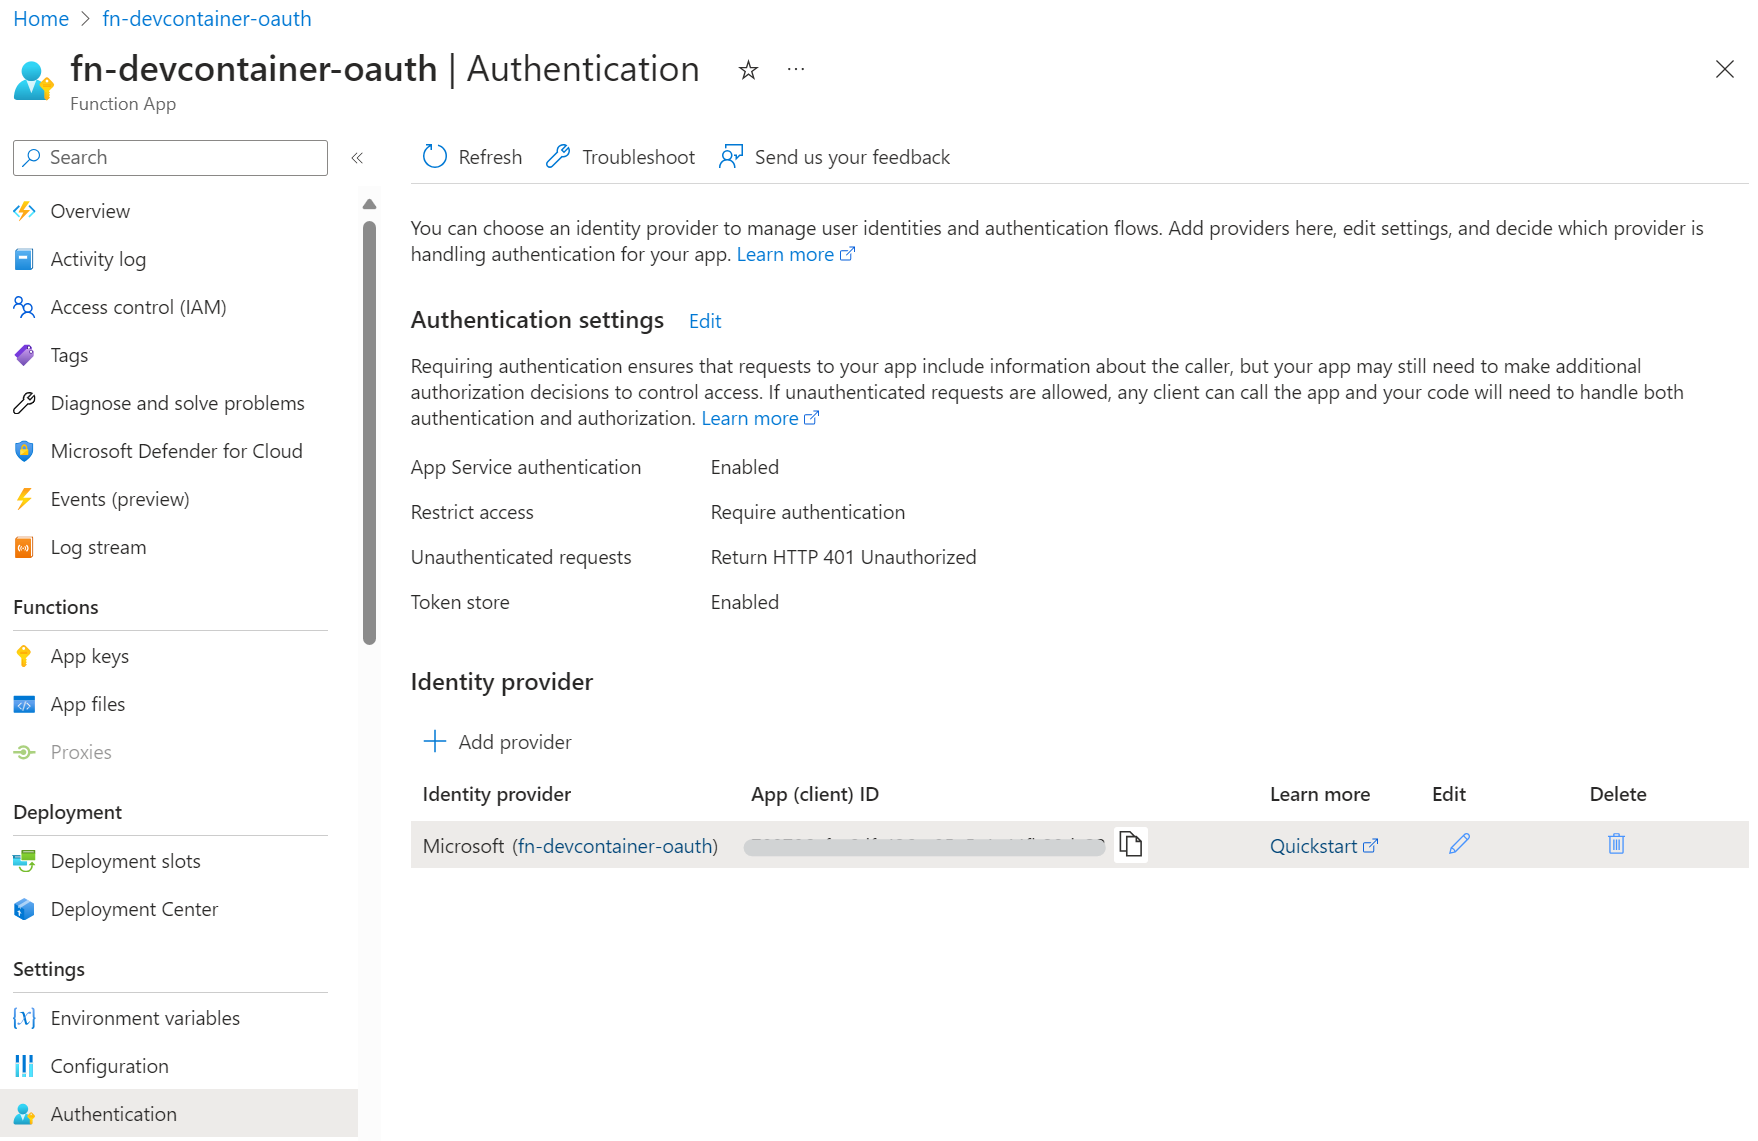 Home > fn-devcontainer-oauth
fn-devcontainer-oauth | Authentication
Function App
Search
Refresh
Troubleshoot
Send us your feedback
Overview
Activity log
Access control (IAM)
Tags
Diagnose and solve problems
Microsoft Defender for Cloud
Events (preview)
Log stream
Functions
App keys
App files
Proxies
Deployment
Deployment slots
Deployment Center
Settings
Environment variables
Configuration
Authentication
You can choose an identity provider to manage user identities and authentication flows. Add providers here, edit settings, and decide which provider is
handling authentication for your app. Learn more
Authentication settings Edit
Requiring authentication ensures that requests to your app include information about the caller, but your app may still need to make additional
authorization decisions to control access. If unauthenticated requests are allowed, any client can call the app and your code will need to handle both
authentication and authorization. Learn more
App Service authentication Enabled
Restrict access Require authentication
Unauthenticated requests Return HTTP 401 Unauthorized
Token store Enabled
Identity provider
Add provider
Identity provider App (client) ID Learn more Edit Delete
Microsoft (fn-devcontainer-oauth) Quickstart